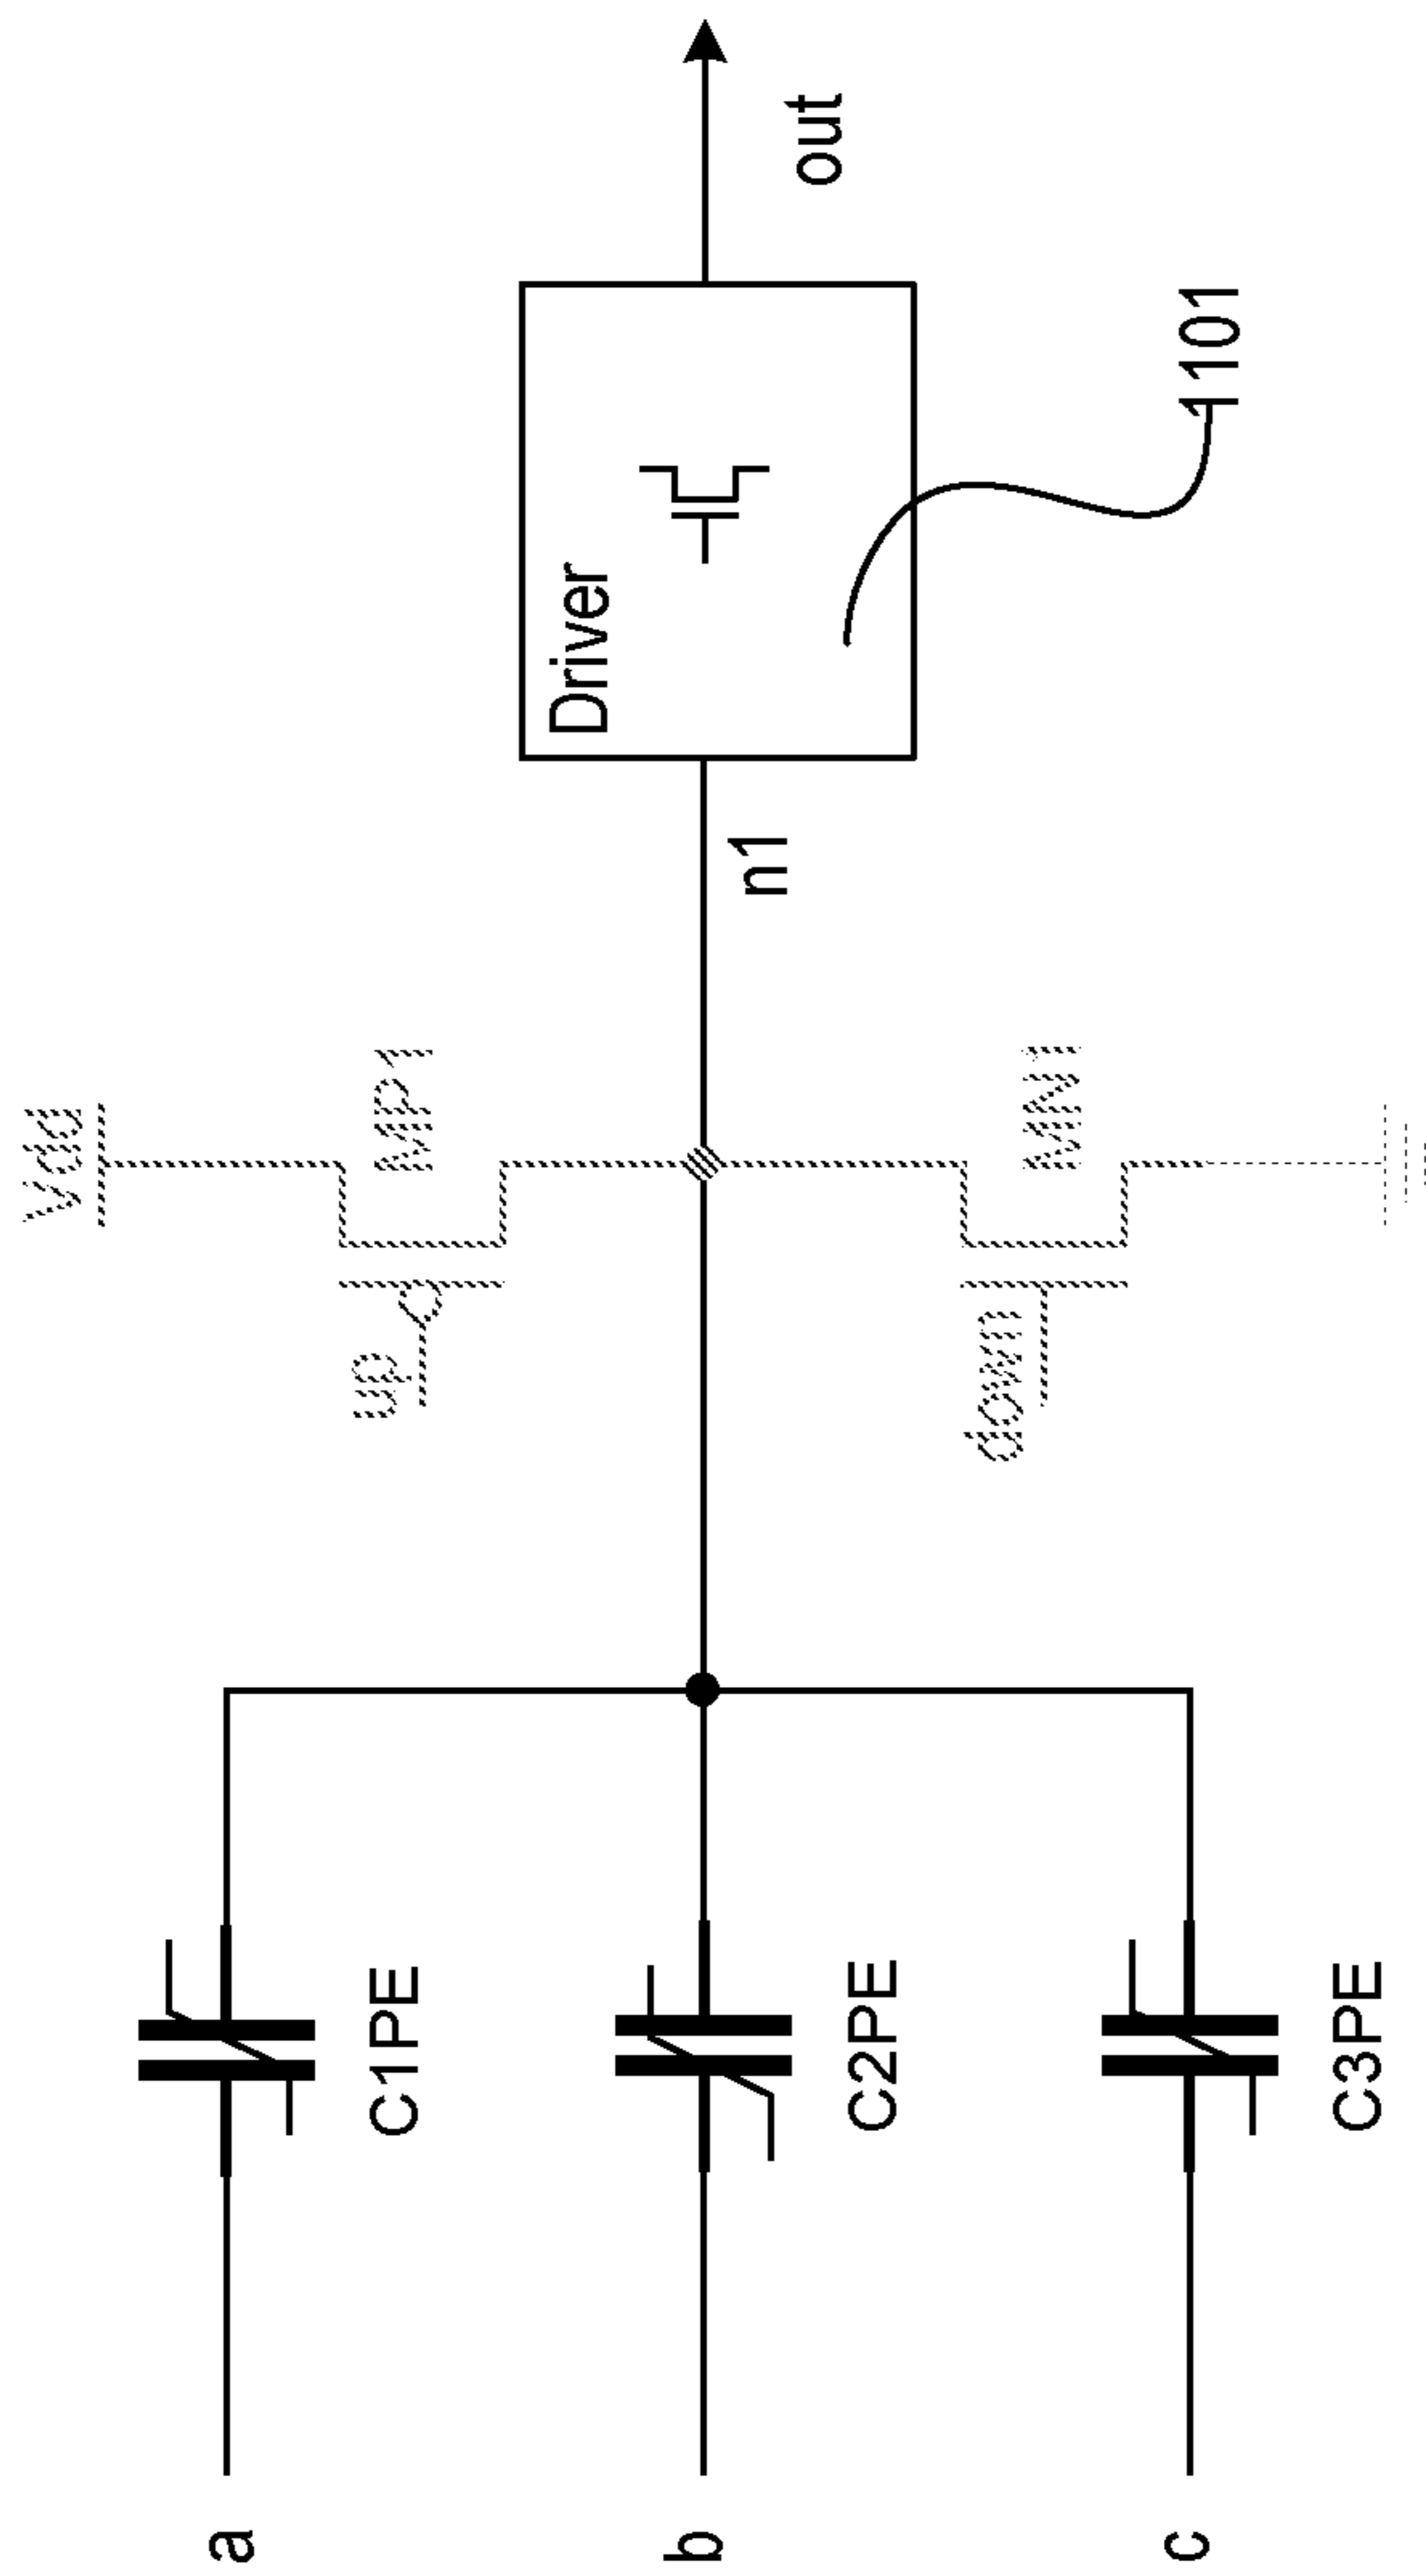 Vdd
a
C1PE
up
MP1
Driver
b
n1
out
C2PE
down
MN1
c
1101
C3PE